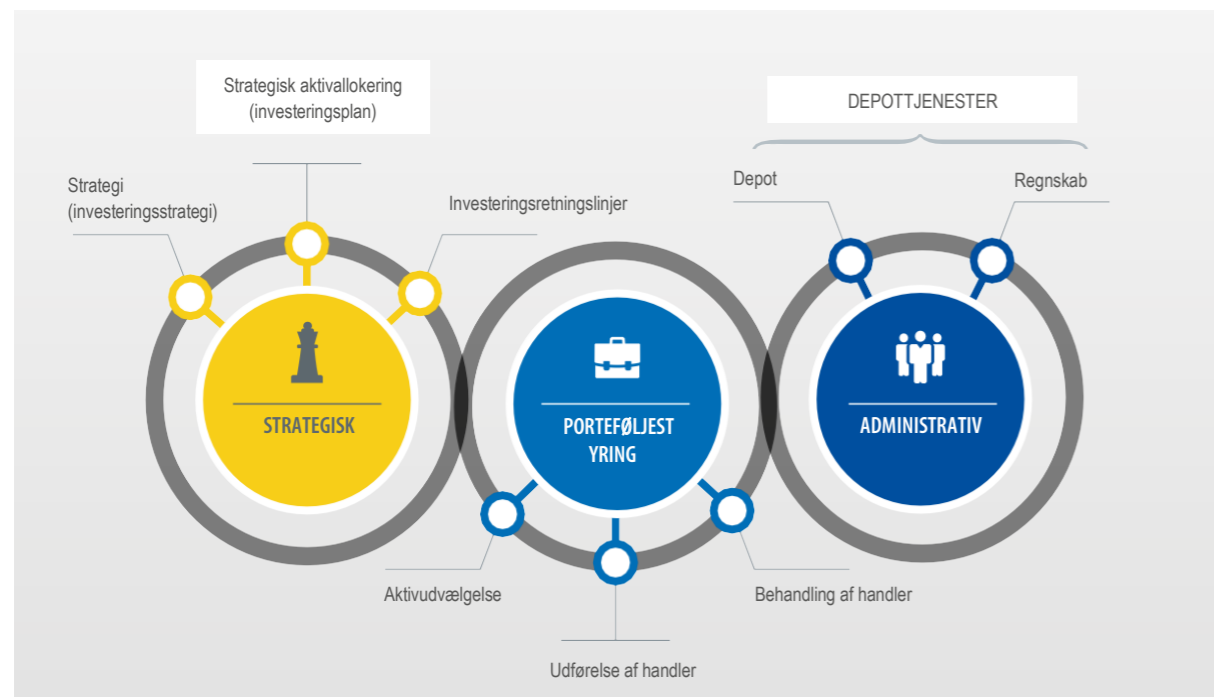 Strategisk aktivallokering
(investeringsplan)
DEPOTTJENESTER
Strategi
(investeringsstrategi)
Investeringsretningslinjer
Depot
Regnskab
STRATEGISK
PORTEFØLJEST
YRING
ADMINISTRATIV
Aktivudvælgelse
Behandling af handler
Udførelse af handler